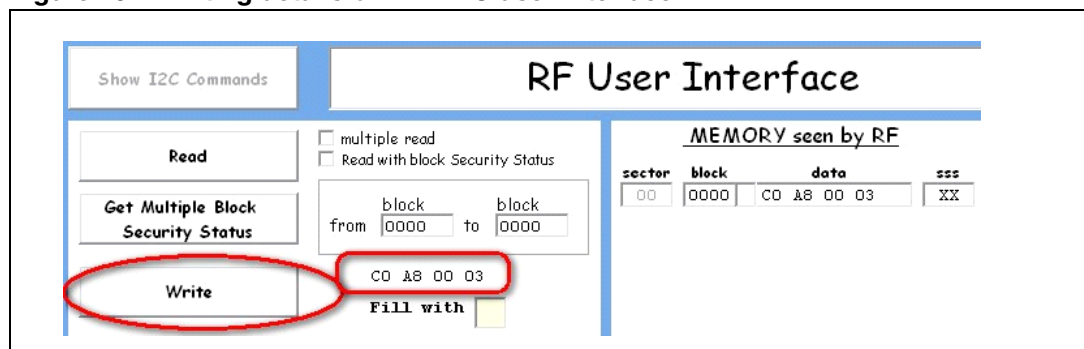 Show I2C Commands
RF User Interface
Read
multiple read
Read with block Security Status
Get Multiple Block
Security Status
block block
from 0000 to 0000
Write
C0 A8 00 03
Fill with
MEMORY seen by RF
sector block data sss
00 0000 C0 A8 00 03 XX